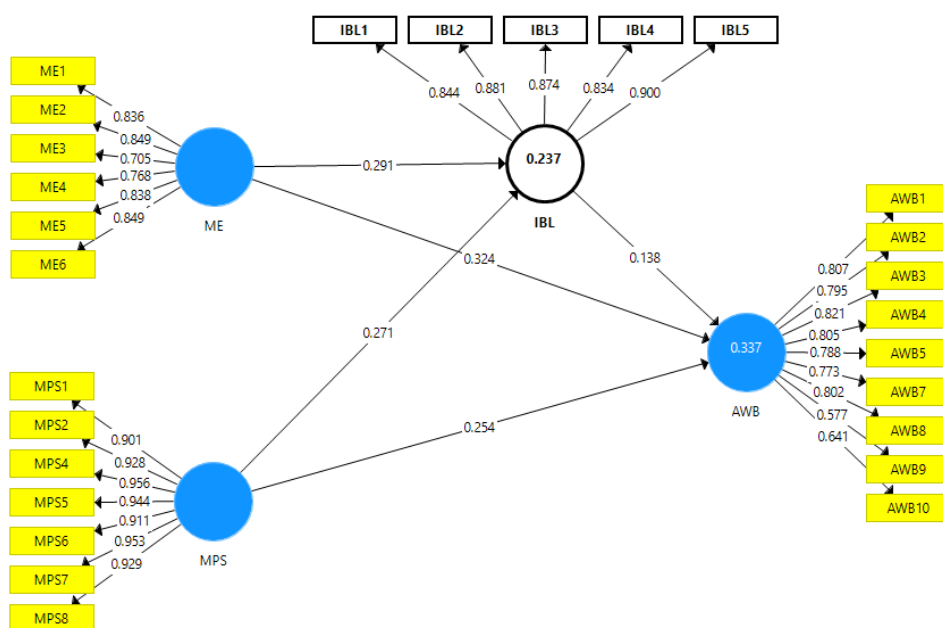 IBL1 IBL2 IBL3 IBL4 IBL5
0.844 0.881 0.874 0.834 0.900
ME1
ME2
ME3
ME4
ME5
ME6
0.836
0.849
0.705
0.768
0.838
0.849
ME
0.291
0.237
IBL
0.324
0.138
0.271
0.254
MPS1
MPS2
MPS4
MPS5
MPS6
MPS7
MPS8
0.901
0.928
0.956
0.944
0.911
0.953
0.929
MPS
0.337
AWB
0.807
0.795
0.821
0.805
0.788
0.773
0.802
0.577
0.641
AWB1
AWB2
AWB3
AWB4
AWB5
AWB7
AWB8
AWB9
AWB10